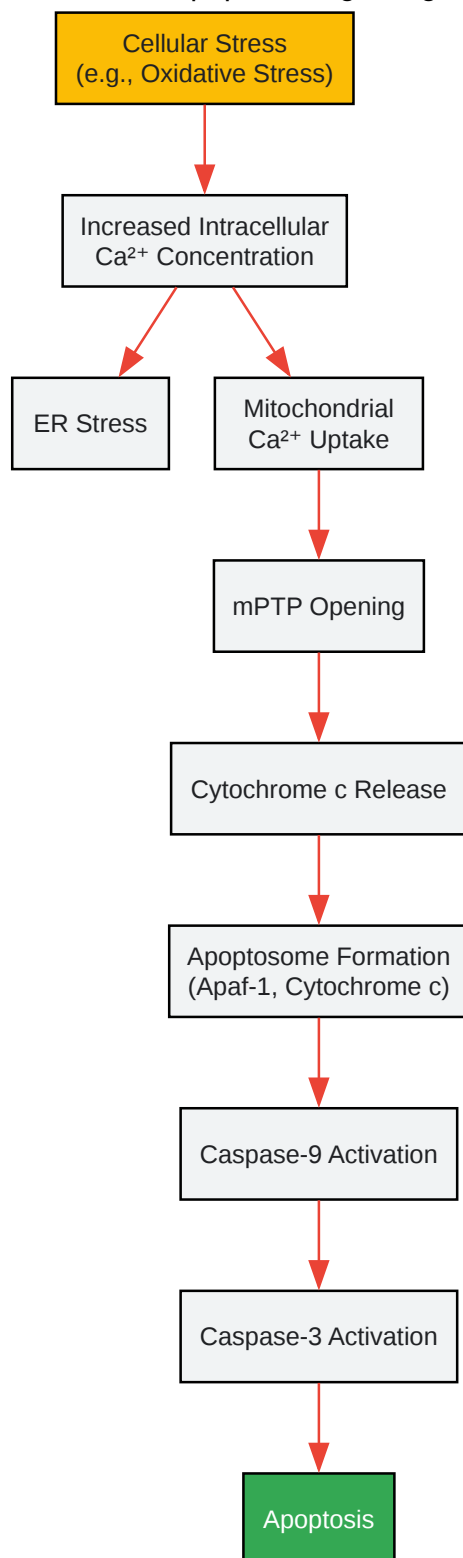 Cellular Stress
(e.g., Oxidative Stress)
Increased Intracellular
Ca²⁺ Concentration
ER Stress
Mitochondrial
Ca²⁺ Uptake
mPTP Opening
Cytochrome c Release
Apoptosome Formation
(Apaf-1, Cytochrome c)
Caspase-9 Activation
Caspase-3 Activation
Apoptosis